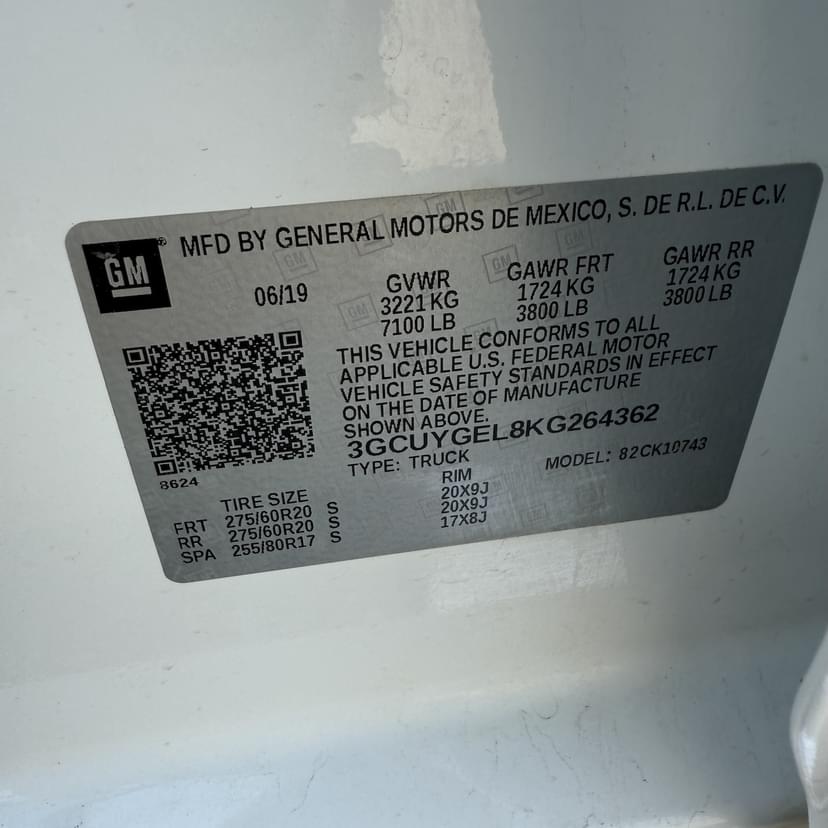 GM
MFD BY GENERAL MOTORS DE MEXICO, S. DE R.L. DE C.V.
06/19
GVWR
3221 KG
7100 LB
GAWR FRT
1724 KG
3800 LB
GAWR RR
1724 KG
3800 LB
THIS VEHICLE CONFORMS TO ALL
APPLICABLE U.S. FEDERAL MOTOR
VEHICLE SAFETY STANDARDS IN EFFECT
ON THE DATE OF MANUFACTURE
SHOWN ABOVE.
3GCUYGEL8KG264362
TYPE: TRUCK
MODEL: 82CK10743
8624
TIRE SIZE
RIM
FRT 275/60R20 S 20X9J
RR 275/60R20 S 20X9J
SPA 255/80R17 S 17X8J